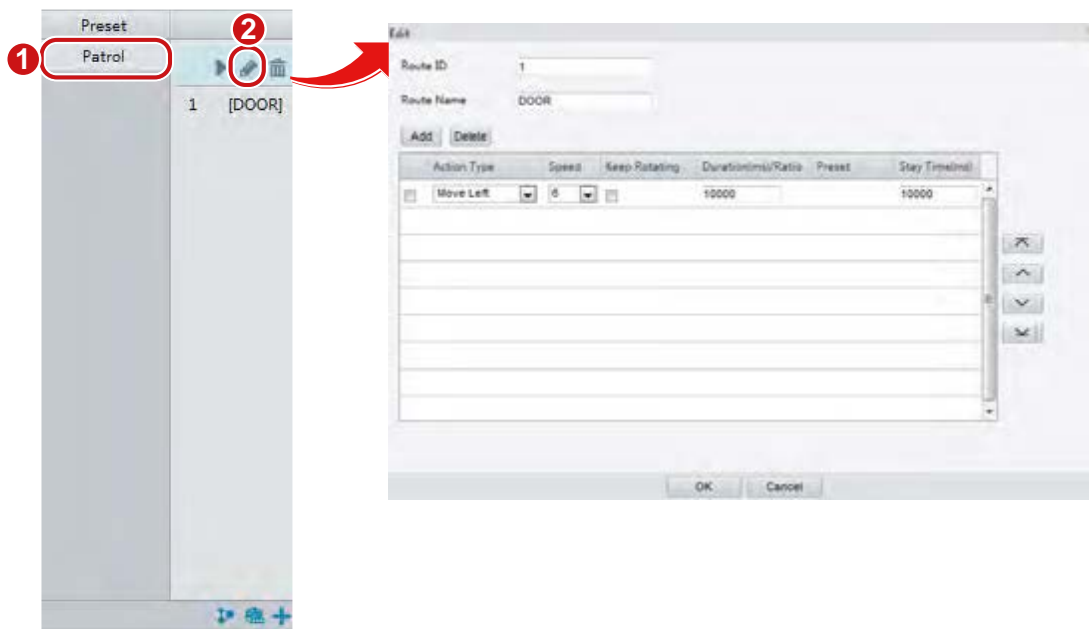 Preset
1
Patrol
2
1 [DOOR]
Edit
Route ID 1
Route Name DOOR
Add Delete
Action Type Speed Keep Rotating Duration(ms)/Ratio Preset Stay Time(ms)
Move Left 6 10000 10000
OK Cancel